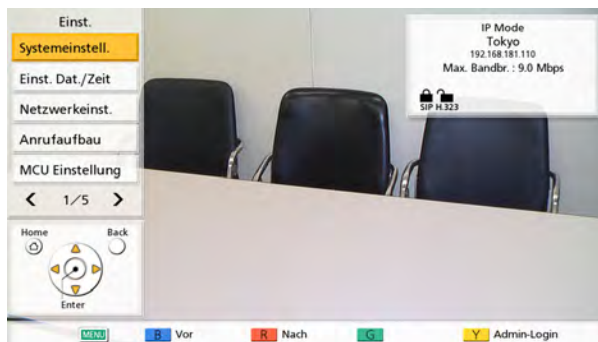 Einst.
Systemeinstell.
Einst. Dat./Zeit
Netzwerkeinst.
Anrufaufbau
MCU Einstellung
1/5
Home
Back
Enter
IP Mode
Tokyo
192.168.181.110
Max. Bandbr. : 9.0 Mbps
SIP H.323
MENU
B Vor
R Nach
G
Y Admin-Login